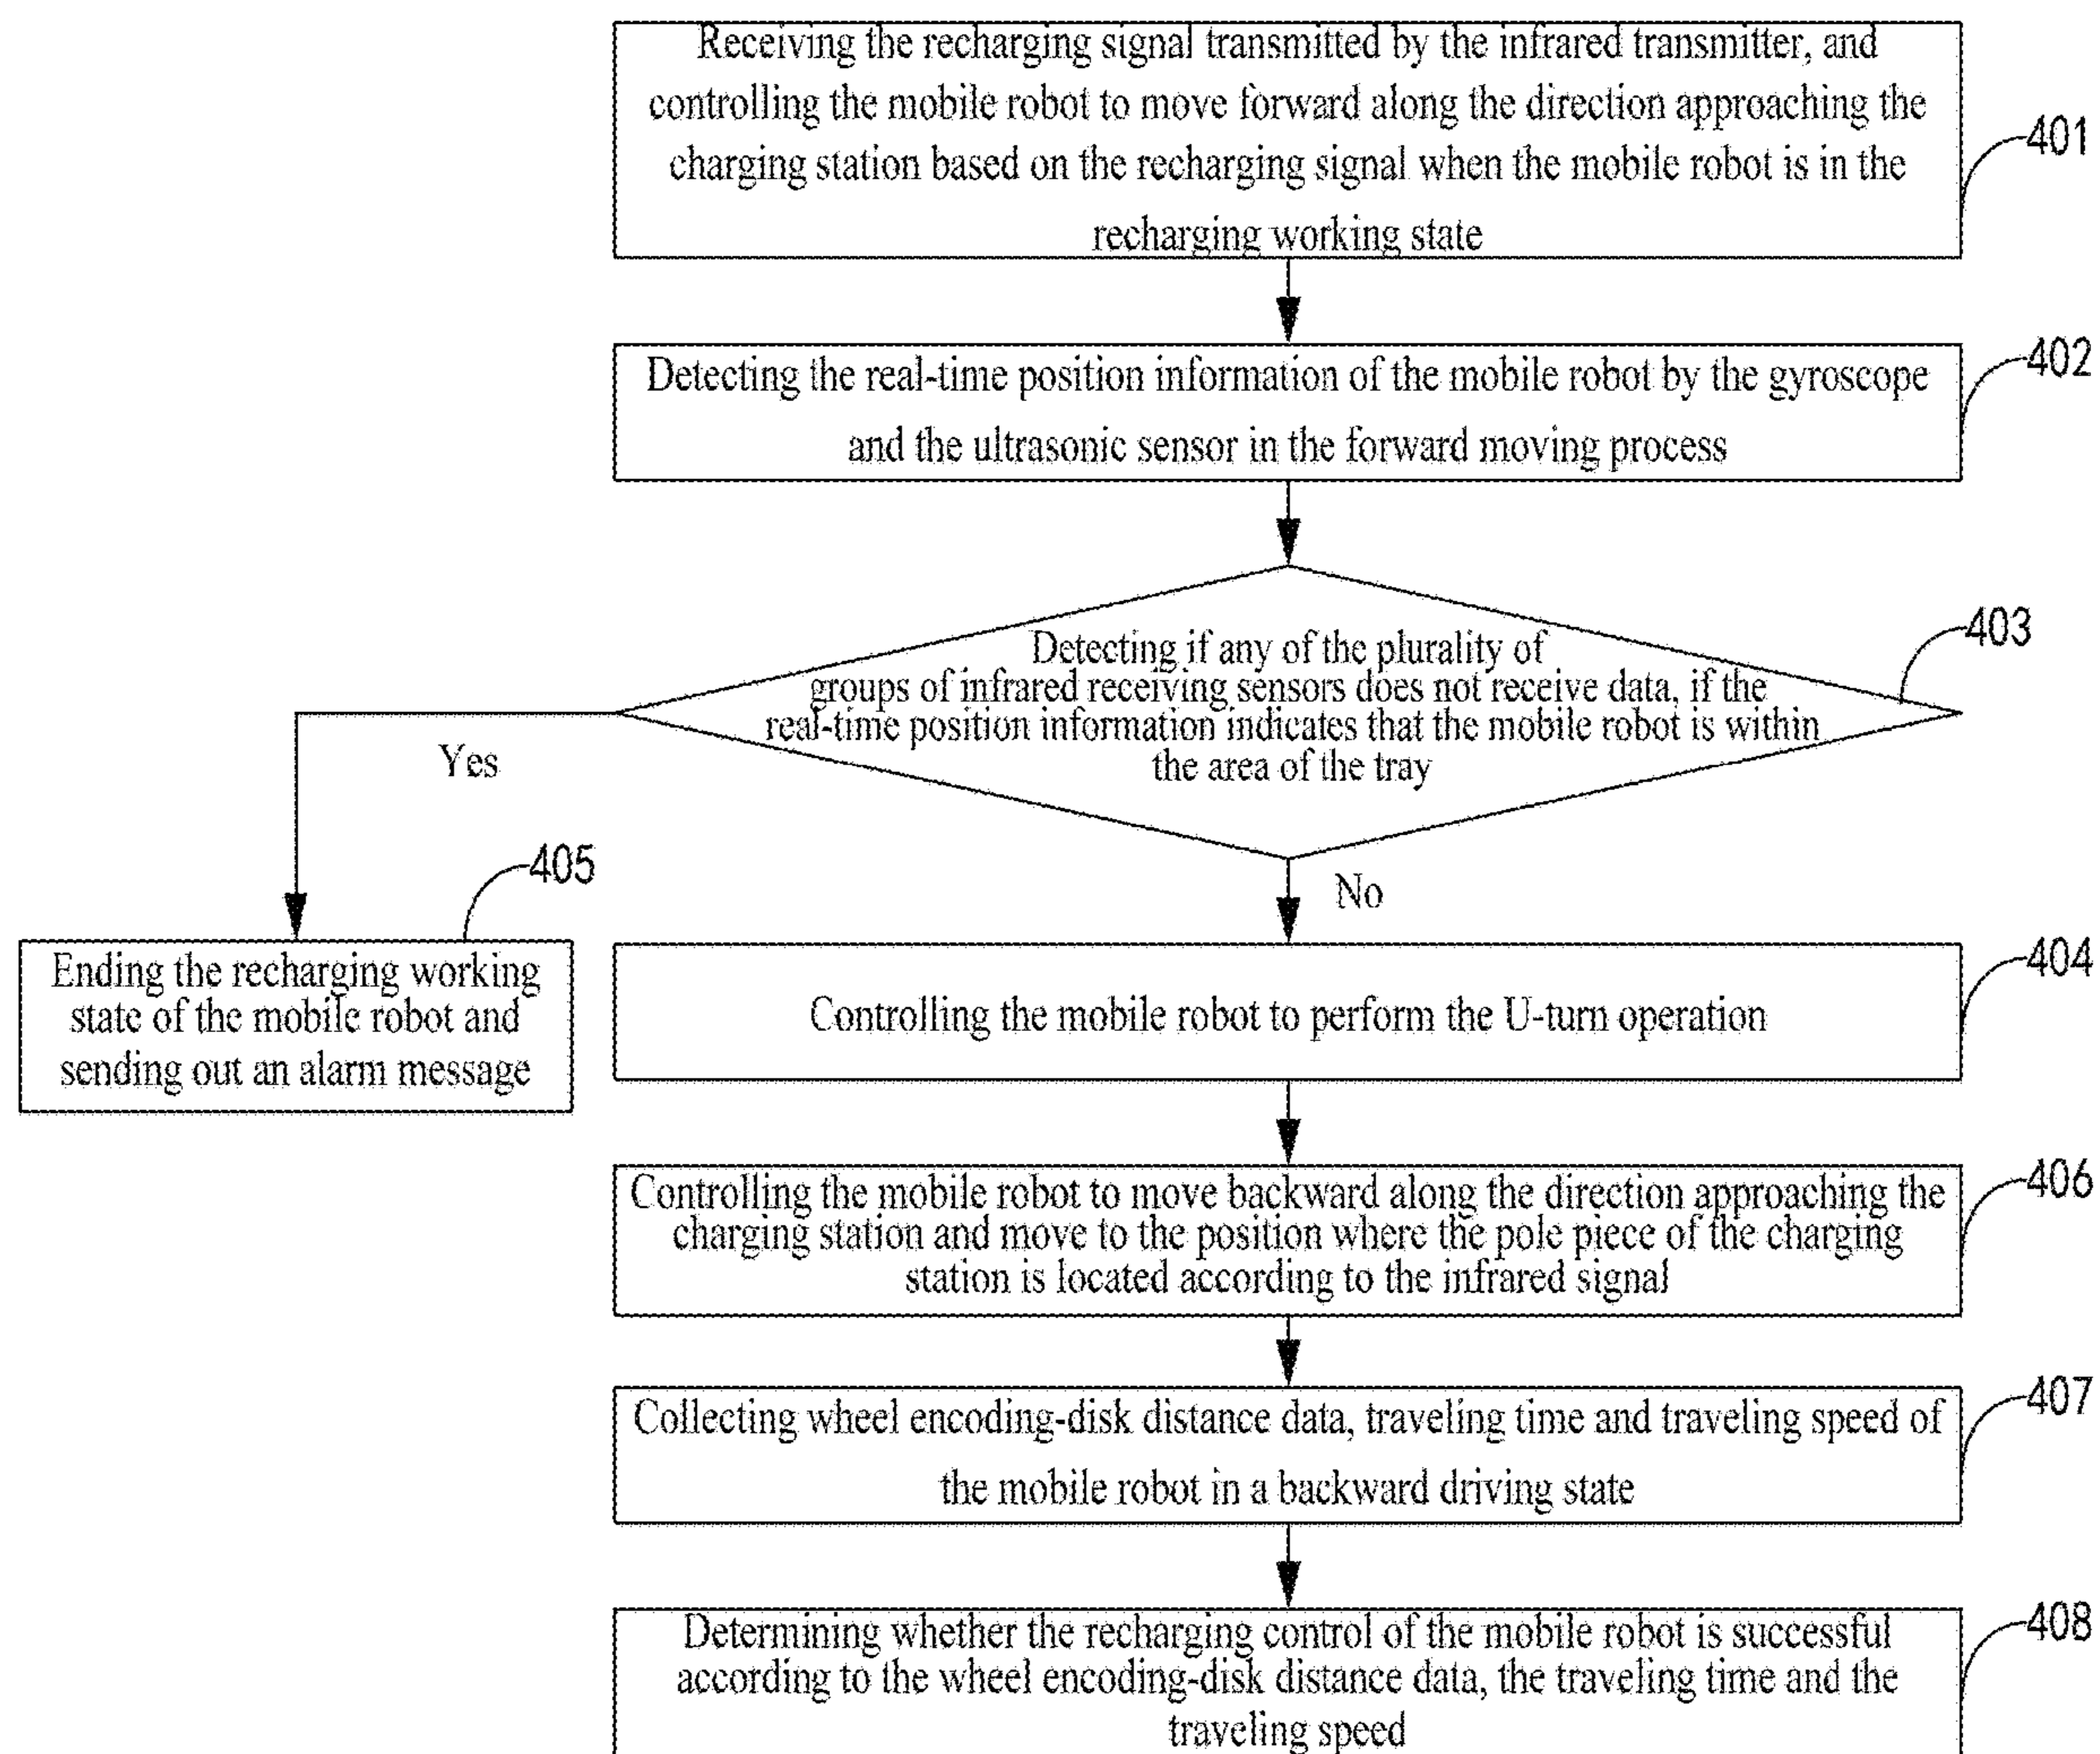 Receiving the recharging signal transmitted by the infrared transmitter, and
controlling the mobile robot to move forward along the direction approaching the
charging station based on the recharging signal when the mobile robot is in the
recharging working state
401
Detecting the real-time position information of the mobile robot by the gyroscope
and the ultrasonic sensor in the forward moving process
402
Detecting if any of the plurality of
groups of infrared receiving sensors does not receive data, if the
real-time position information indicates that the mobile robot is within
the area of the tray
403
Yes
No
405
Ending the recharging working
state of the mobile robot and
sending out an alarm message
Controlling the mobile robot to perform the U-turn operation
404
Controlling the mobile robot to move backward along the direction approaching the
charging station and move to the position where the pole piece of the charging
station is located according to the infrared signal
406
Collecting wheel encoding-disk distance data, traveling time and traveling speed of
the mobile robot in a backward driving state
407
Determining whether the recharging control of the mobile robot is successful
according to the wheel encoding-disk distance data, the traveling time and the
traveling speed
408